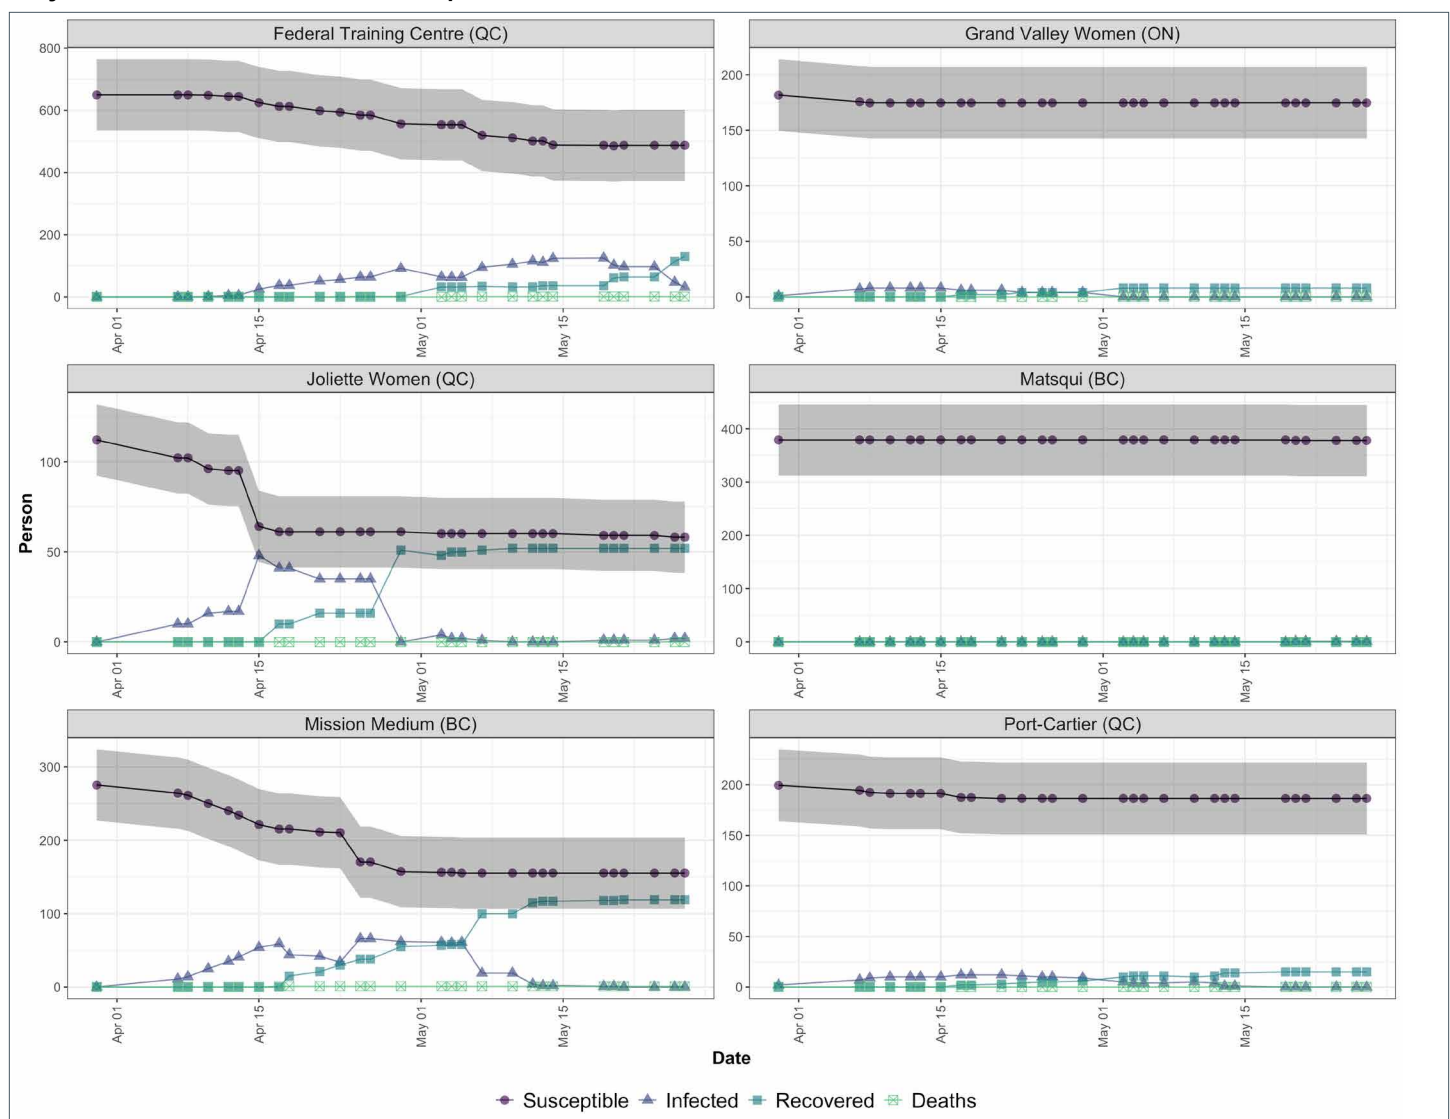 Federal Training Centre (QC)
800
600
400
200
0
Apr 01
Apr 15
May 01
May 15
Grand Valley Women (ON)
200
150
100
50
0
Apr 01
Apr 15
May 01
May 15
Joliette Women (QC)
100
50
0
Apr 01
Apr 15
May 01
May 15
Matsqui (BC)
400
300
200
100
0
Apr 01
Apr 15
May 01
May 15
Person
Mission Medium (BC)
300
200
100
0
Apr 01
Apr 15
May 01
May 15
Port-Cartier (QC)
200
150
100
50
0
Apr 01
Apr 15
May 01
May 15
Date
Susceptible Infected Recovered Deaths